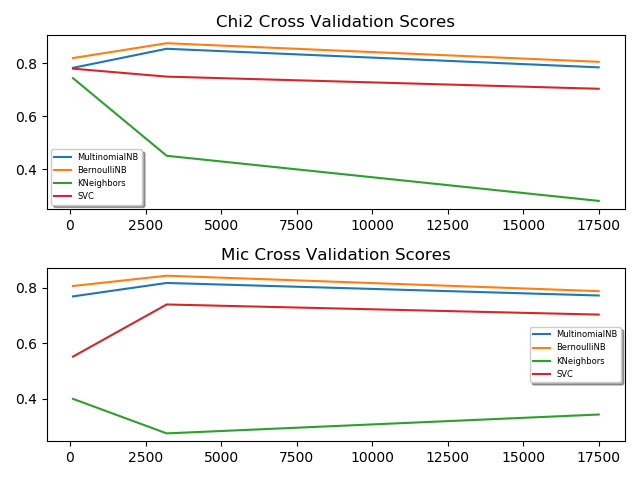 Chi2 Cross Validation Scores
0.8
0.6
0.4
MultinomialNB
BernoulliNB
KNeighbors
SVC
0 2500 5000 7500 10000 12500 15000 17500
Mic Cross Validation Scores
0.8
0.6
0.4
MultinomialNB
BernoulliNB
KNeighbors
SVC
0 2500 5000 7500 10000 12500 15000 17500